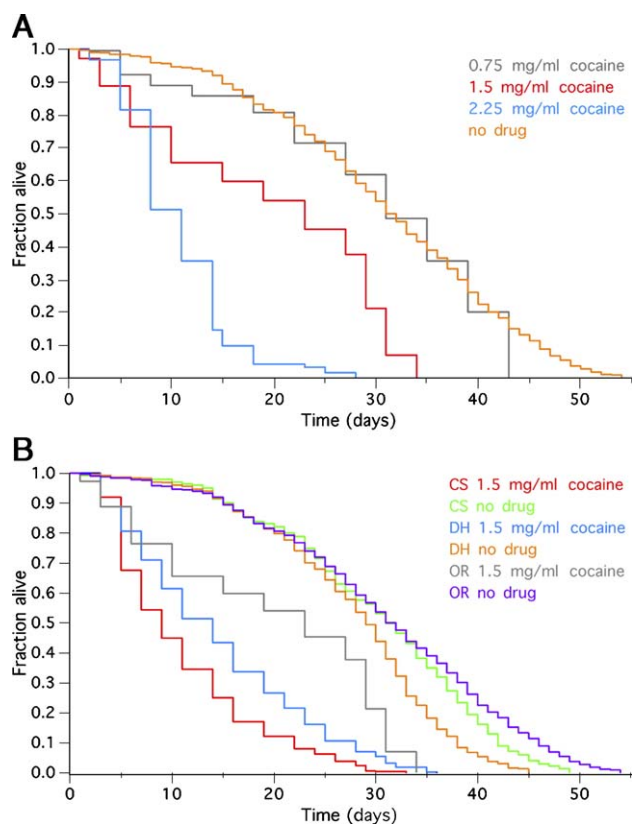 A
1.0
0.9
0.8
0.7
0.6
0.5
0.4
0.3
0.2
0.1
0.0
Fraction alive
0.75 mg/ml cocaine
1.5 mg/ml cocaine
2.25 mg/ml cocaine
no drug
0 10 20 30 40 50
Time (days)
B
1.0
0.9
0.8
0.7
0.6
0.5
0.4
0.3
0.2
0.1
0.0
Fraction alive
CS 1.5 mg/ml cocaine
CS no drug
DH 1.5 mg/ml cocaine
DH no drug
OR 1.5 mg/ml cocaine
OR no drug
0 10 20 30 40 50
Time (days)